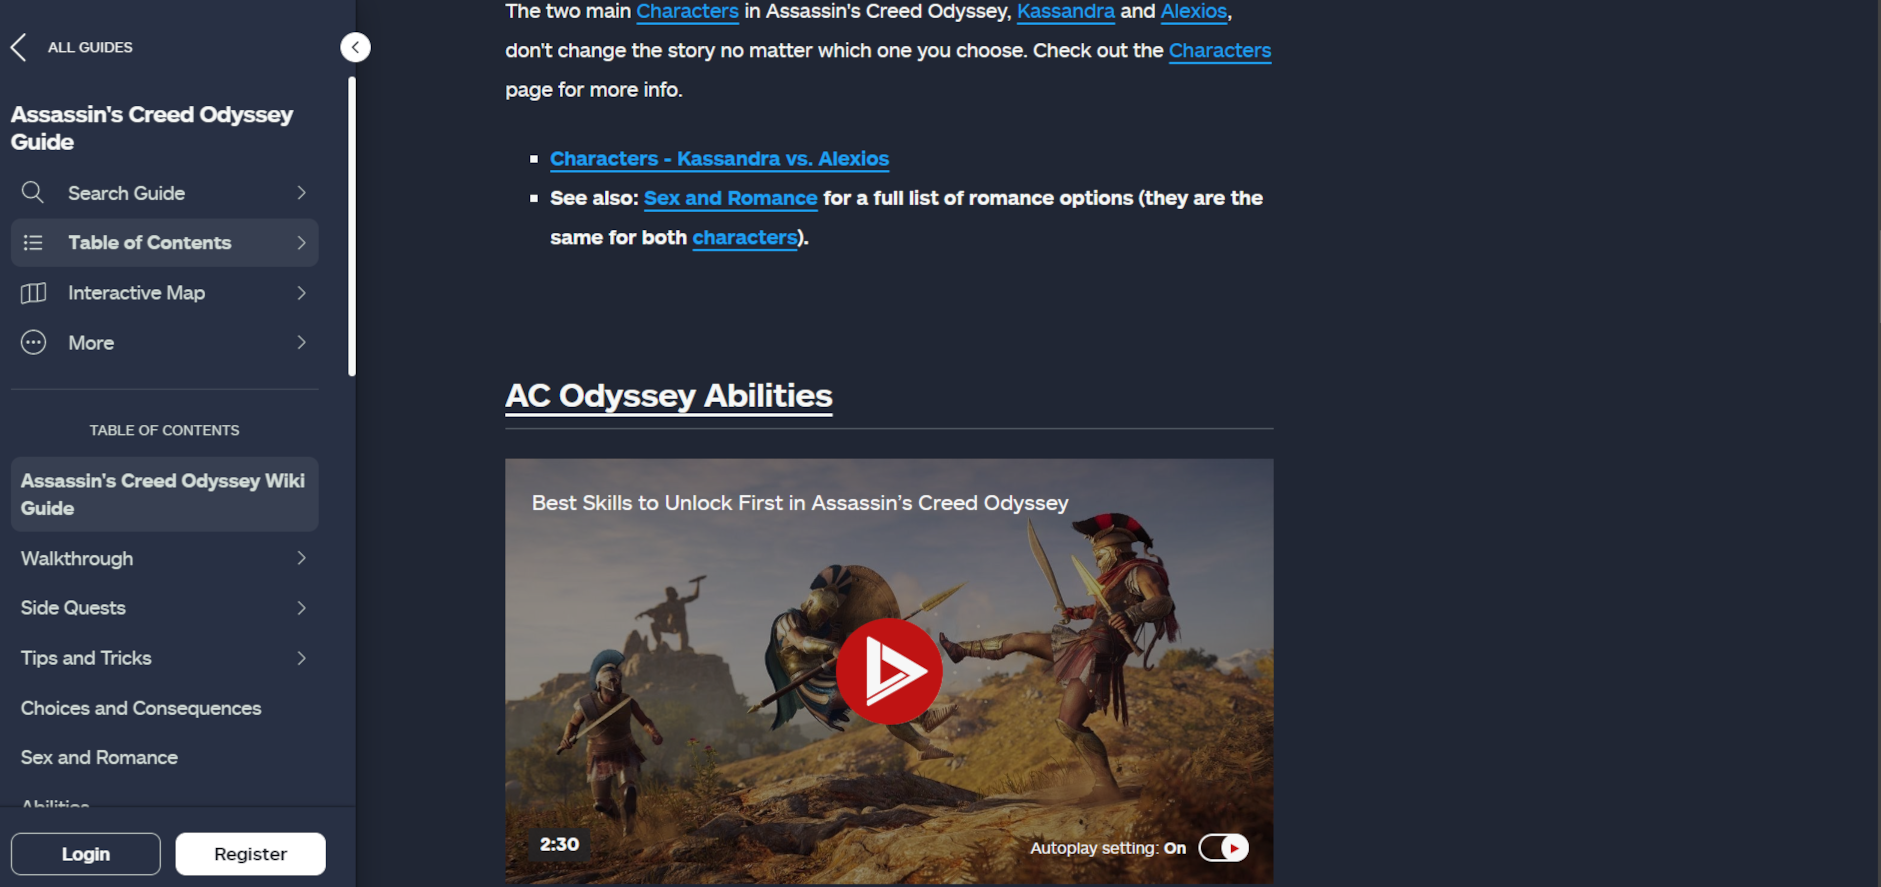 ALL GUIDES
Assassin's Creed Odyssey
Guide
Search Guide
Table of Contents
Interactive Map
More
TABLE OF CONTENTS
Assassin's Creed Odyssey Wiki
Guide
Walkthrough
Side Quests
Tips and Tricks
Choices and Consequences
Sex and Romance
Abilities
Login
Register
The two main Characters in Assassin's Creed Odyssey, Kassandra and Alexios,
don't change the story no matter which one you choose. Check out the Characters
page for more info.
Characters - Kassandra vs. Alexios
See also: Sex and Romance for a full list of romance options (they are the
same for both characters).
AC Odyssey Abilities
Best Skills to Unlock First in Assassin’s Creed Odyssey
2:30
Autoplay setting: On